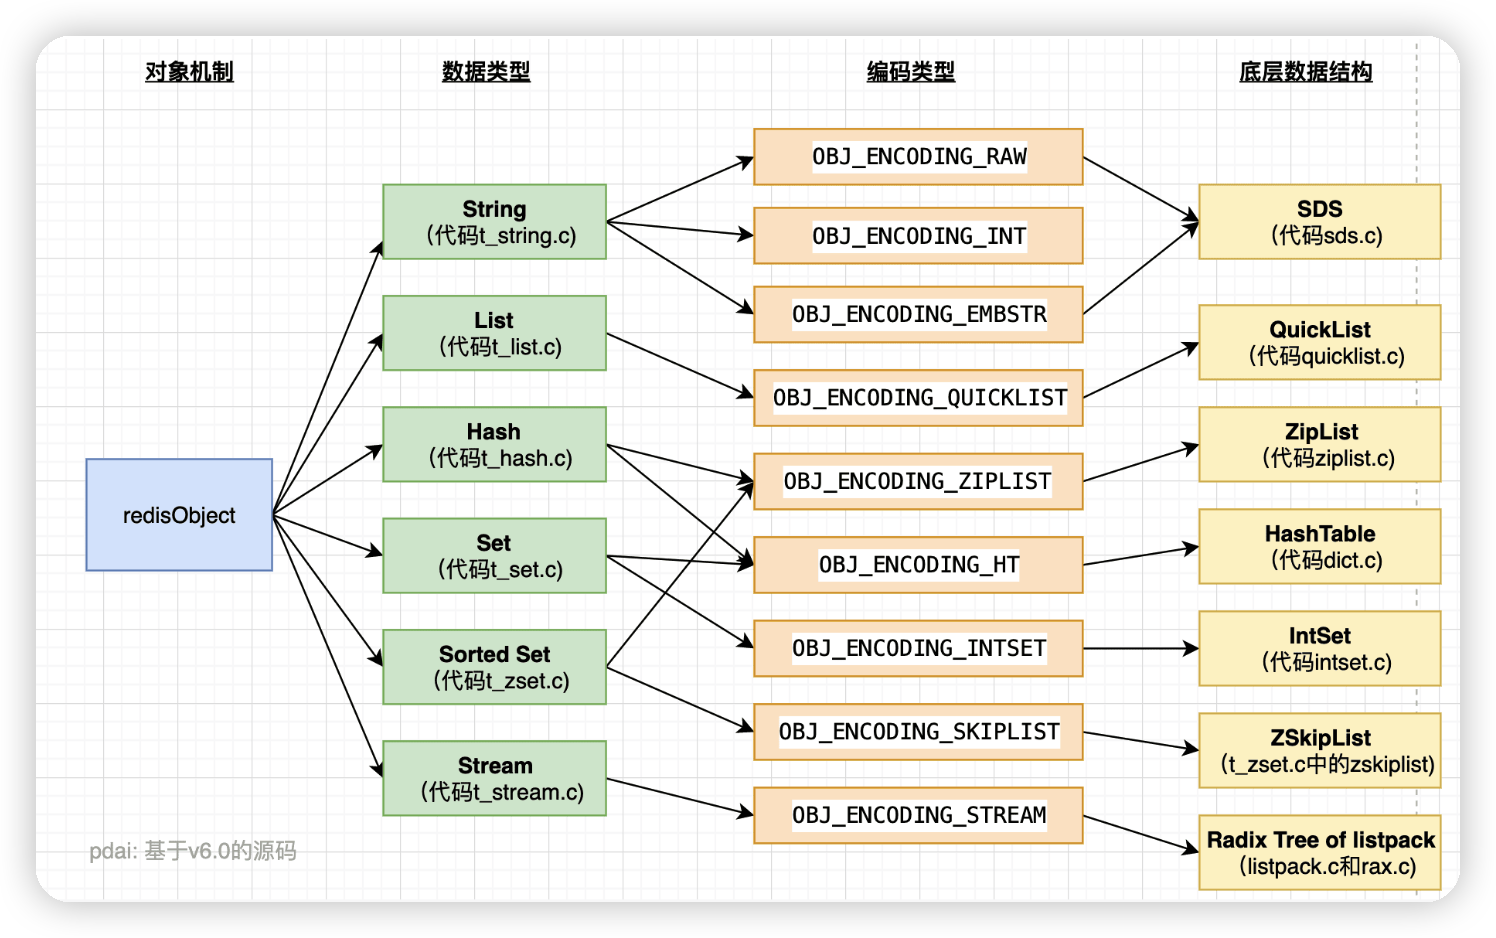 对象机制
数据类型
编码类型
底层数据结构
redisObject
String
（代码t_string.c)
List
（代码t_list.c)
Hash
（代码t_hash.c)
Set
（代码t_set.c)
Sorted Set
（代码t_zset.c)
Stream
（代码t_stream.c)
OBJ_ENCODING_RAW
OBJ_ENCODING_INT
OBJ_ENCODING_EMBSTR
OBJ_ENCODING_QUICKLIST
OBJ_ENCODING_ZIPLIST
OBJ_ENCODING_HT
OBJ_ENCODING_INTSET
OBJ_ENCODING_SKIPLIST
OBJ_ENCODING_STREAM
SDS
（代码sds.c)
QuickList
（代码quicklist.c)
ZipList
（代码ziplist.c)
HashTable
（代码dict.c)
IntSet
（代码intset.c)
ZSkipList
（t_zset.c中的zskiplist)
Radix Tree of listpack
（listpack.c和rax.c)
pdai: 基于v6.0的源码